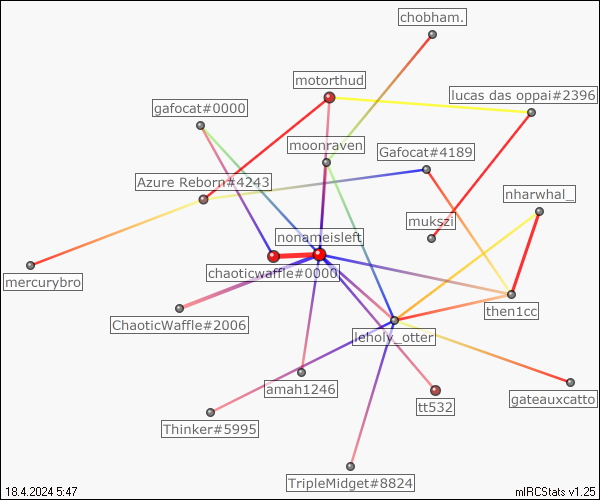 chobham.
motorthud
lucas das oppai#2396
gafocat#0000
moonraven
Gafocat#4189
Azure Reborn#4243
nharwhal_
mukszi
nonameisleft
chaoticwaffle#0000
mercurybro
then1cc
ChaoticWaffle#2006
leholy_otter
amah1246
gateauxcatto
tt532
Thinker#5995
TripleMidget#8824
18.4.2024 5:47
mIRCStats v1.25